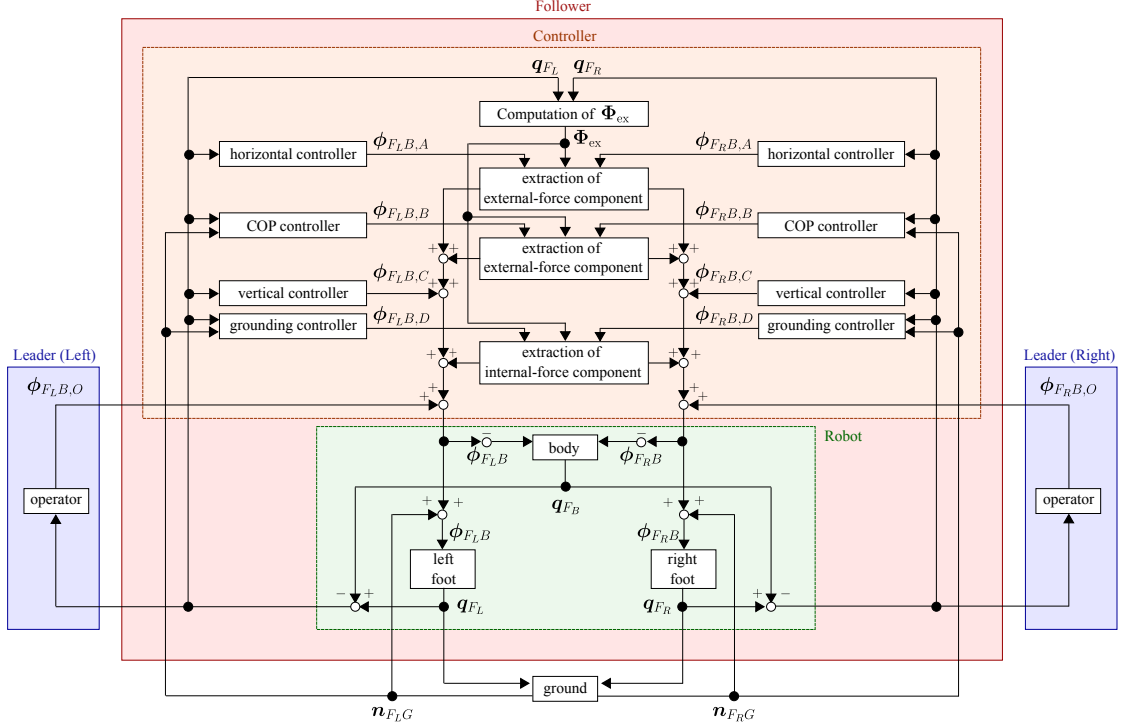 Follower
Controller
q_{F_L} q_{F_R}
Computation of Φ_{ex}
Φ_{ex}
ϕ_{F_L B,A} ϕ_{F_R B,A}
horizontal controller horizontal controller
extraction of
external-force component
ϕ_{F_L B,B} ϕ_{F_R B,B}
COP controller COP controller
extraction of
external-force component
+ + + +
ϕ_{F_L B,C} ϕ_{F_R B,C}
+ + + +
vertical controller vertical controller
ϕ_{F_L B,D} ϕ_{F_R B,D}
grounding controller grounding controller
extraction of
internal-force component
+ + + +
Leader (Left) Leader (Right)
ϕ_{F_L B,O} ϕ_{F_R B,O}
+ + + +
Robot
− −
body
ϕ_{F_L B} ϕ_{F_R B}
operator operator
q_{F_B}
+ + + +
ϕ_{F_L B} ϕ_{F_R B}
left
foot
right
foot
− + + −
q_{F_L} q_{F_R}
ground
n_{F_L G} n_{F_R G}